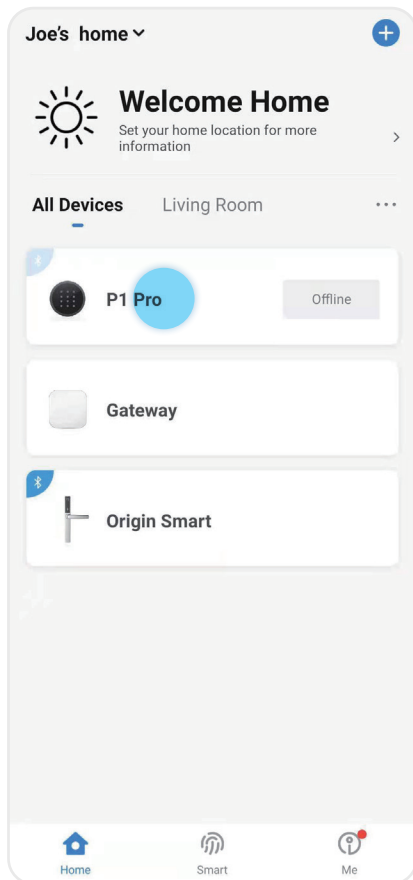 Joe's home
Welcome Home
Set your home location for more
information
All Devices
Living Room
P1 Pro
Offline
Gateway
Origin Smart
Home
Smart
Me